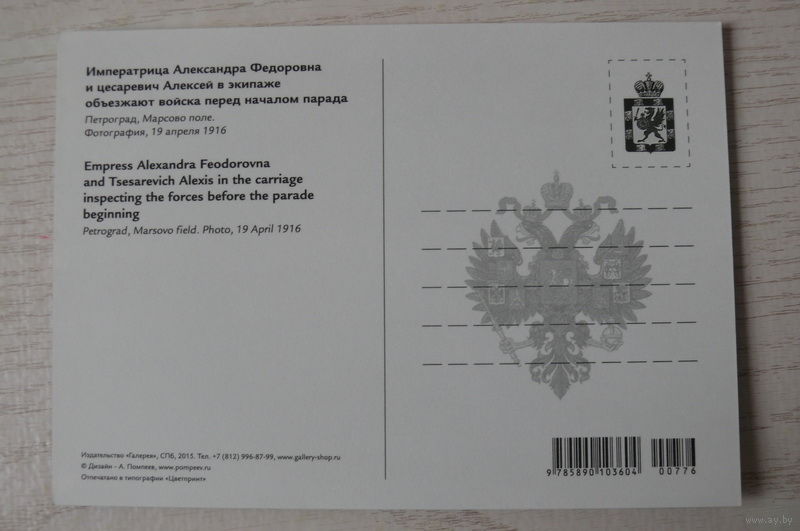 Императрица Александра Федоровна
и цесаревич Алексей в экипаже
объезжают войска перед началом парада
Петроград, Марсово поле.
Фотография, 19 апреля 1916
Empress Alexandra Feodorovna
and Tsesarevich Alexis in the carriage
inspecting the forces before the parade
beginning
Petrograd, Marsovo field. Photo, 19 April 1916
Издательство «Галерея», СПб, 2015. Тел. +7 (812) 996-87-99, www.gallery-shop.ru
© Дизайн - А. Помпеев, www.pompeev.ru
Отпечатано в типографии «Цветпринт»
9 785890 103604
00776
www.ay.by